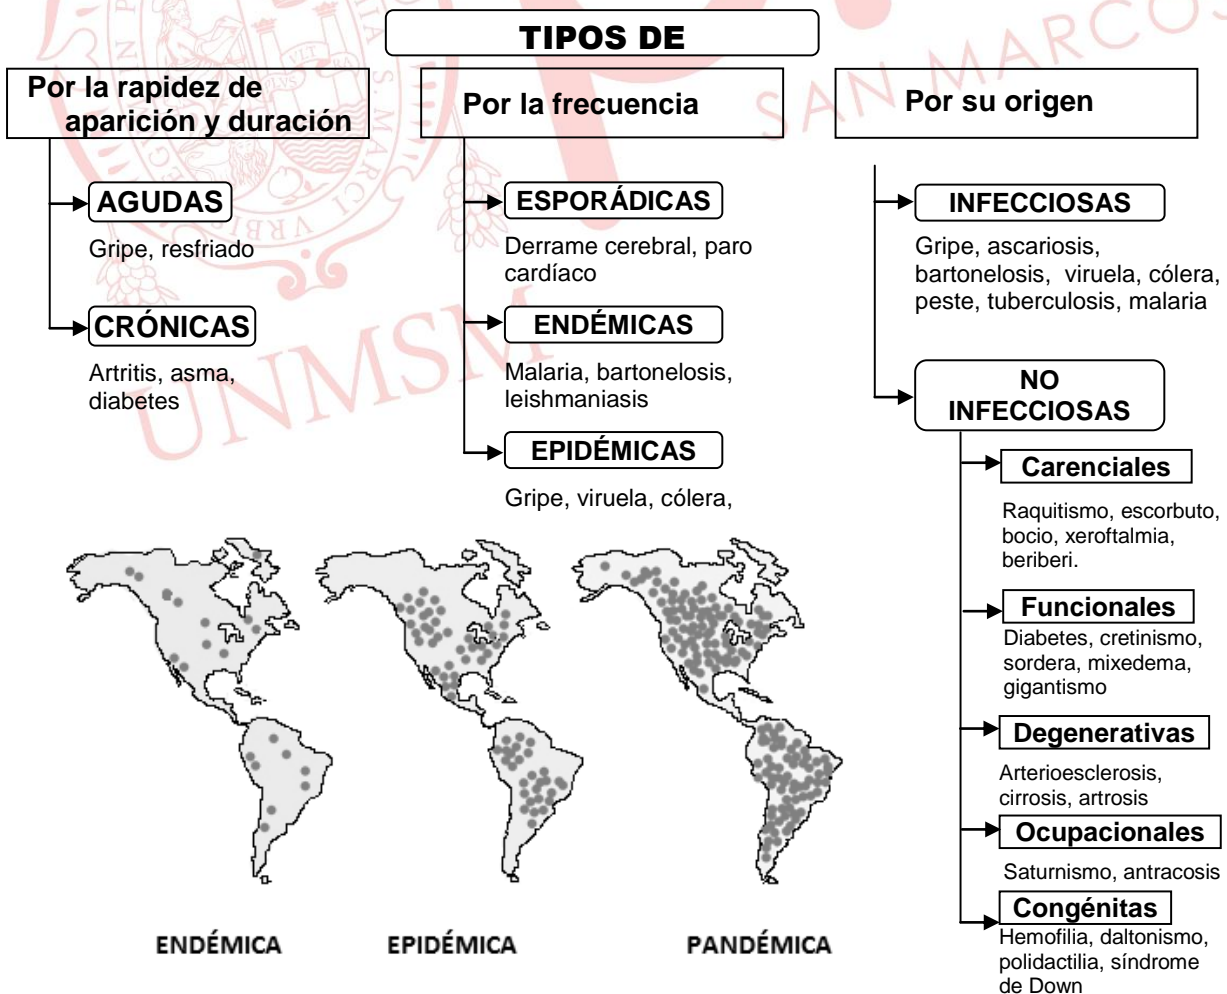 TIPOS DE
Por la rapidez de
aparición y duración
AGUDAS
Gripe, resfriado
CRÓNICAS
Artritis, asma,
diabetes
Por la frecuencia
ESPORÁDICAS
Derrame cerebral, paro
cardíaco
ENDÉMICAS
Malaria, bartonelosis,
leishmaniasis
EPIDÉMICAS
Gripe, viruela, cólera,
Por su origen
INFECCIOSAS
Gripe, ascariosis,
bartonelosis, viruela, cólera,
peste, tuberculosis, malaria
NO
INFECCIOSAS
Carenciales
Raquitismo, escorbuto,
bocio, xeroftalmia,
beriberi.
Funcionales
Diabetes, cretinismo,
sordera, mixedema,
gigantismo
Degenerativas
Arterioesclerosis,
cirrosis, artrosis
Ocupacionales
Saturnismo, antracosis
Congénitas
Hemofilia, daltonismo,
polidactilia, síndrome
de Down
ENDÉMICA
EPIDÉMICA
PANDÉMICA
SAN MARCOS
UNMSM